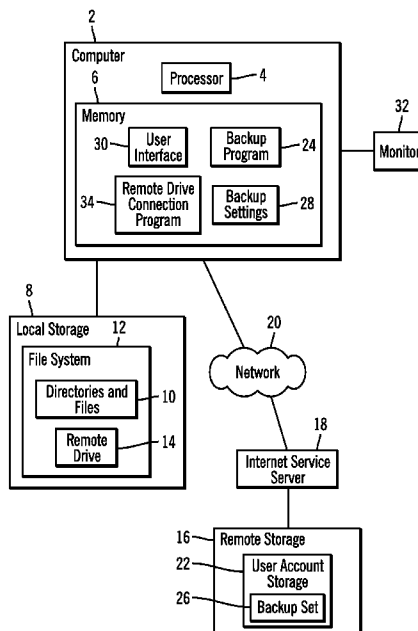 2
Computer
Processor
4
6
Memory
30
User
Interface
Backup
Program
24
32
Monitor
34
Remote Drive
Connection
Program
Backup
Settings
28
8
Local Storage
12
File System
Directories and
Files
10
Remote
Drive
14
20
Network
18
Internet Service
Server
16
Remote Storage
22
User Account
Storage
26
Backup Set